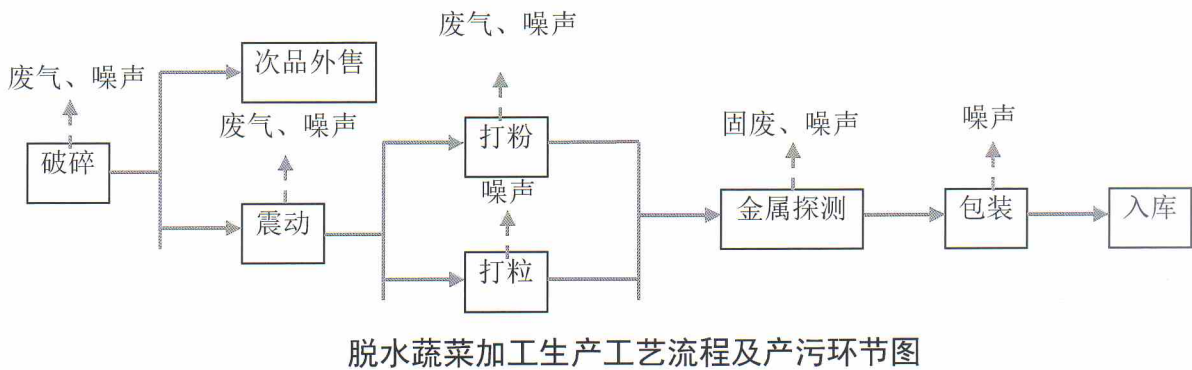 废气、噪声
次品外售
废气、噪声
破碎
废气、噪声
震动
打粉
噪声
打粒
固废、噪声
金属探测
噪声
包装
入库
脱水蔬菜加工生产工艺流程及产污环节图